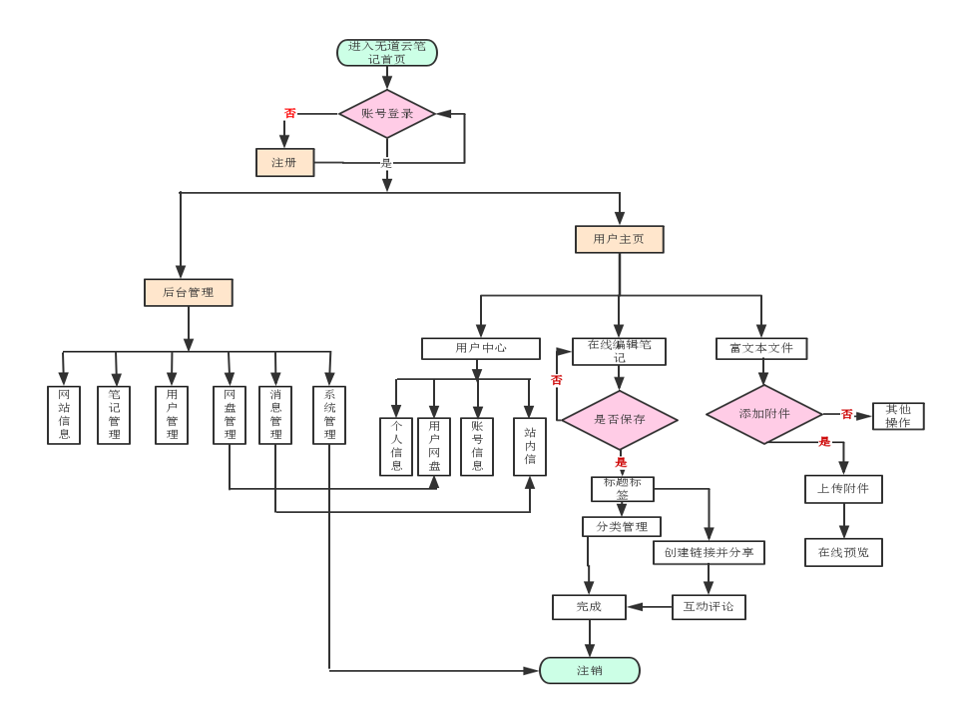 进入无道云笔
记首页
账号登录
否
注册
是
用户主页
后台管理
用户中心
在线编辑笔
记
富文本文件
否
网站信息
笔记管理
用户管理
网盘管理
消息管理
系统管理
个人信息
用户网盘
账号信息
站内信
是否保存
添加附件
否
其他
操作
是
是
标题标
签
上传附件
分类管理
创建链接并分享
在线预览
完成
互动评论
注销